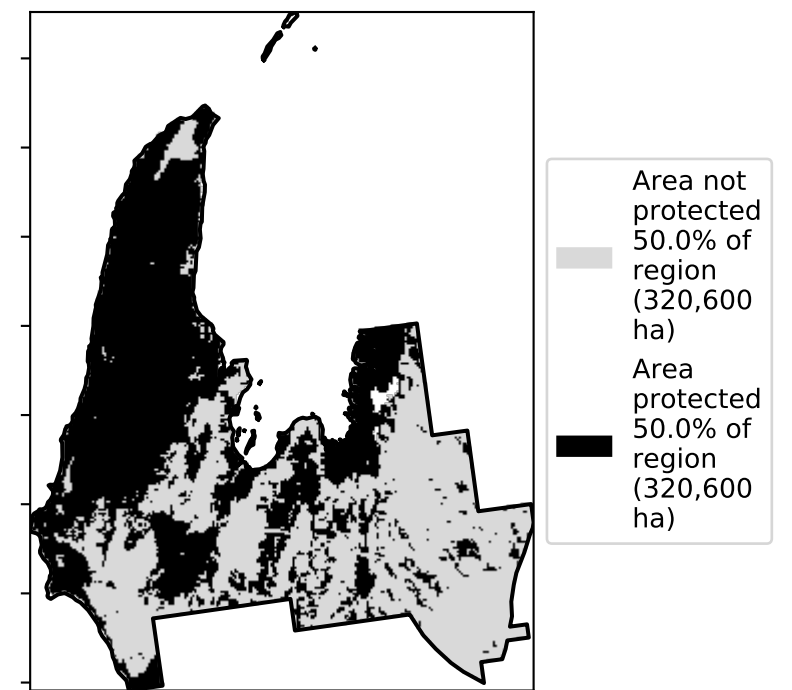 Area not
protected
50.0% of
region
(320,600
ha)
Area
protected
50.0% of
region
(320,600
ha)